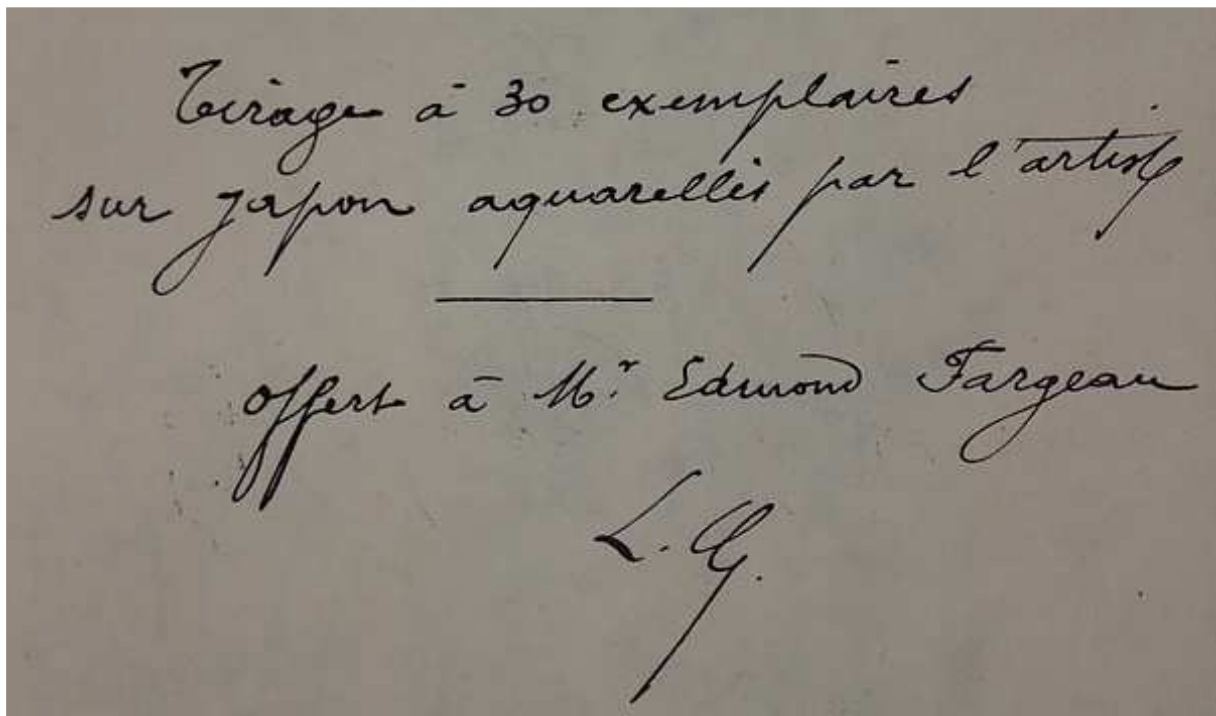 Tirage à 30 exemplaires
sur Japon aquarellés par l'artiste
Offert à Mr. Edmond Fargeau
L. G.